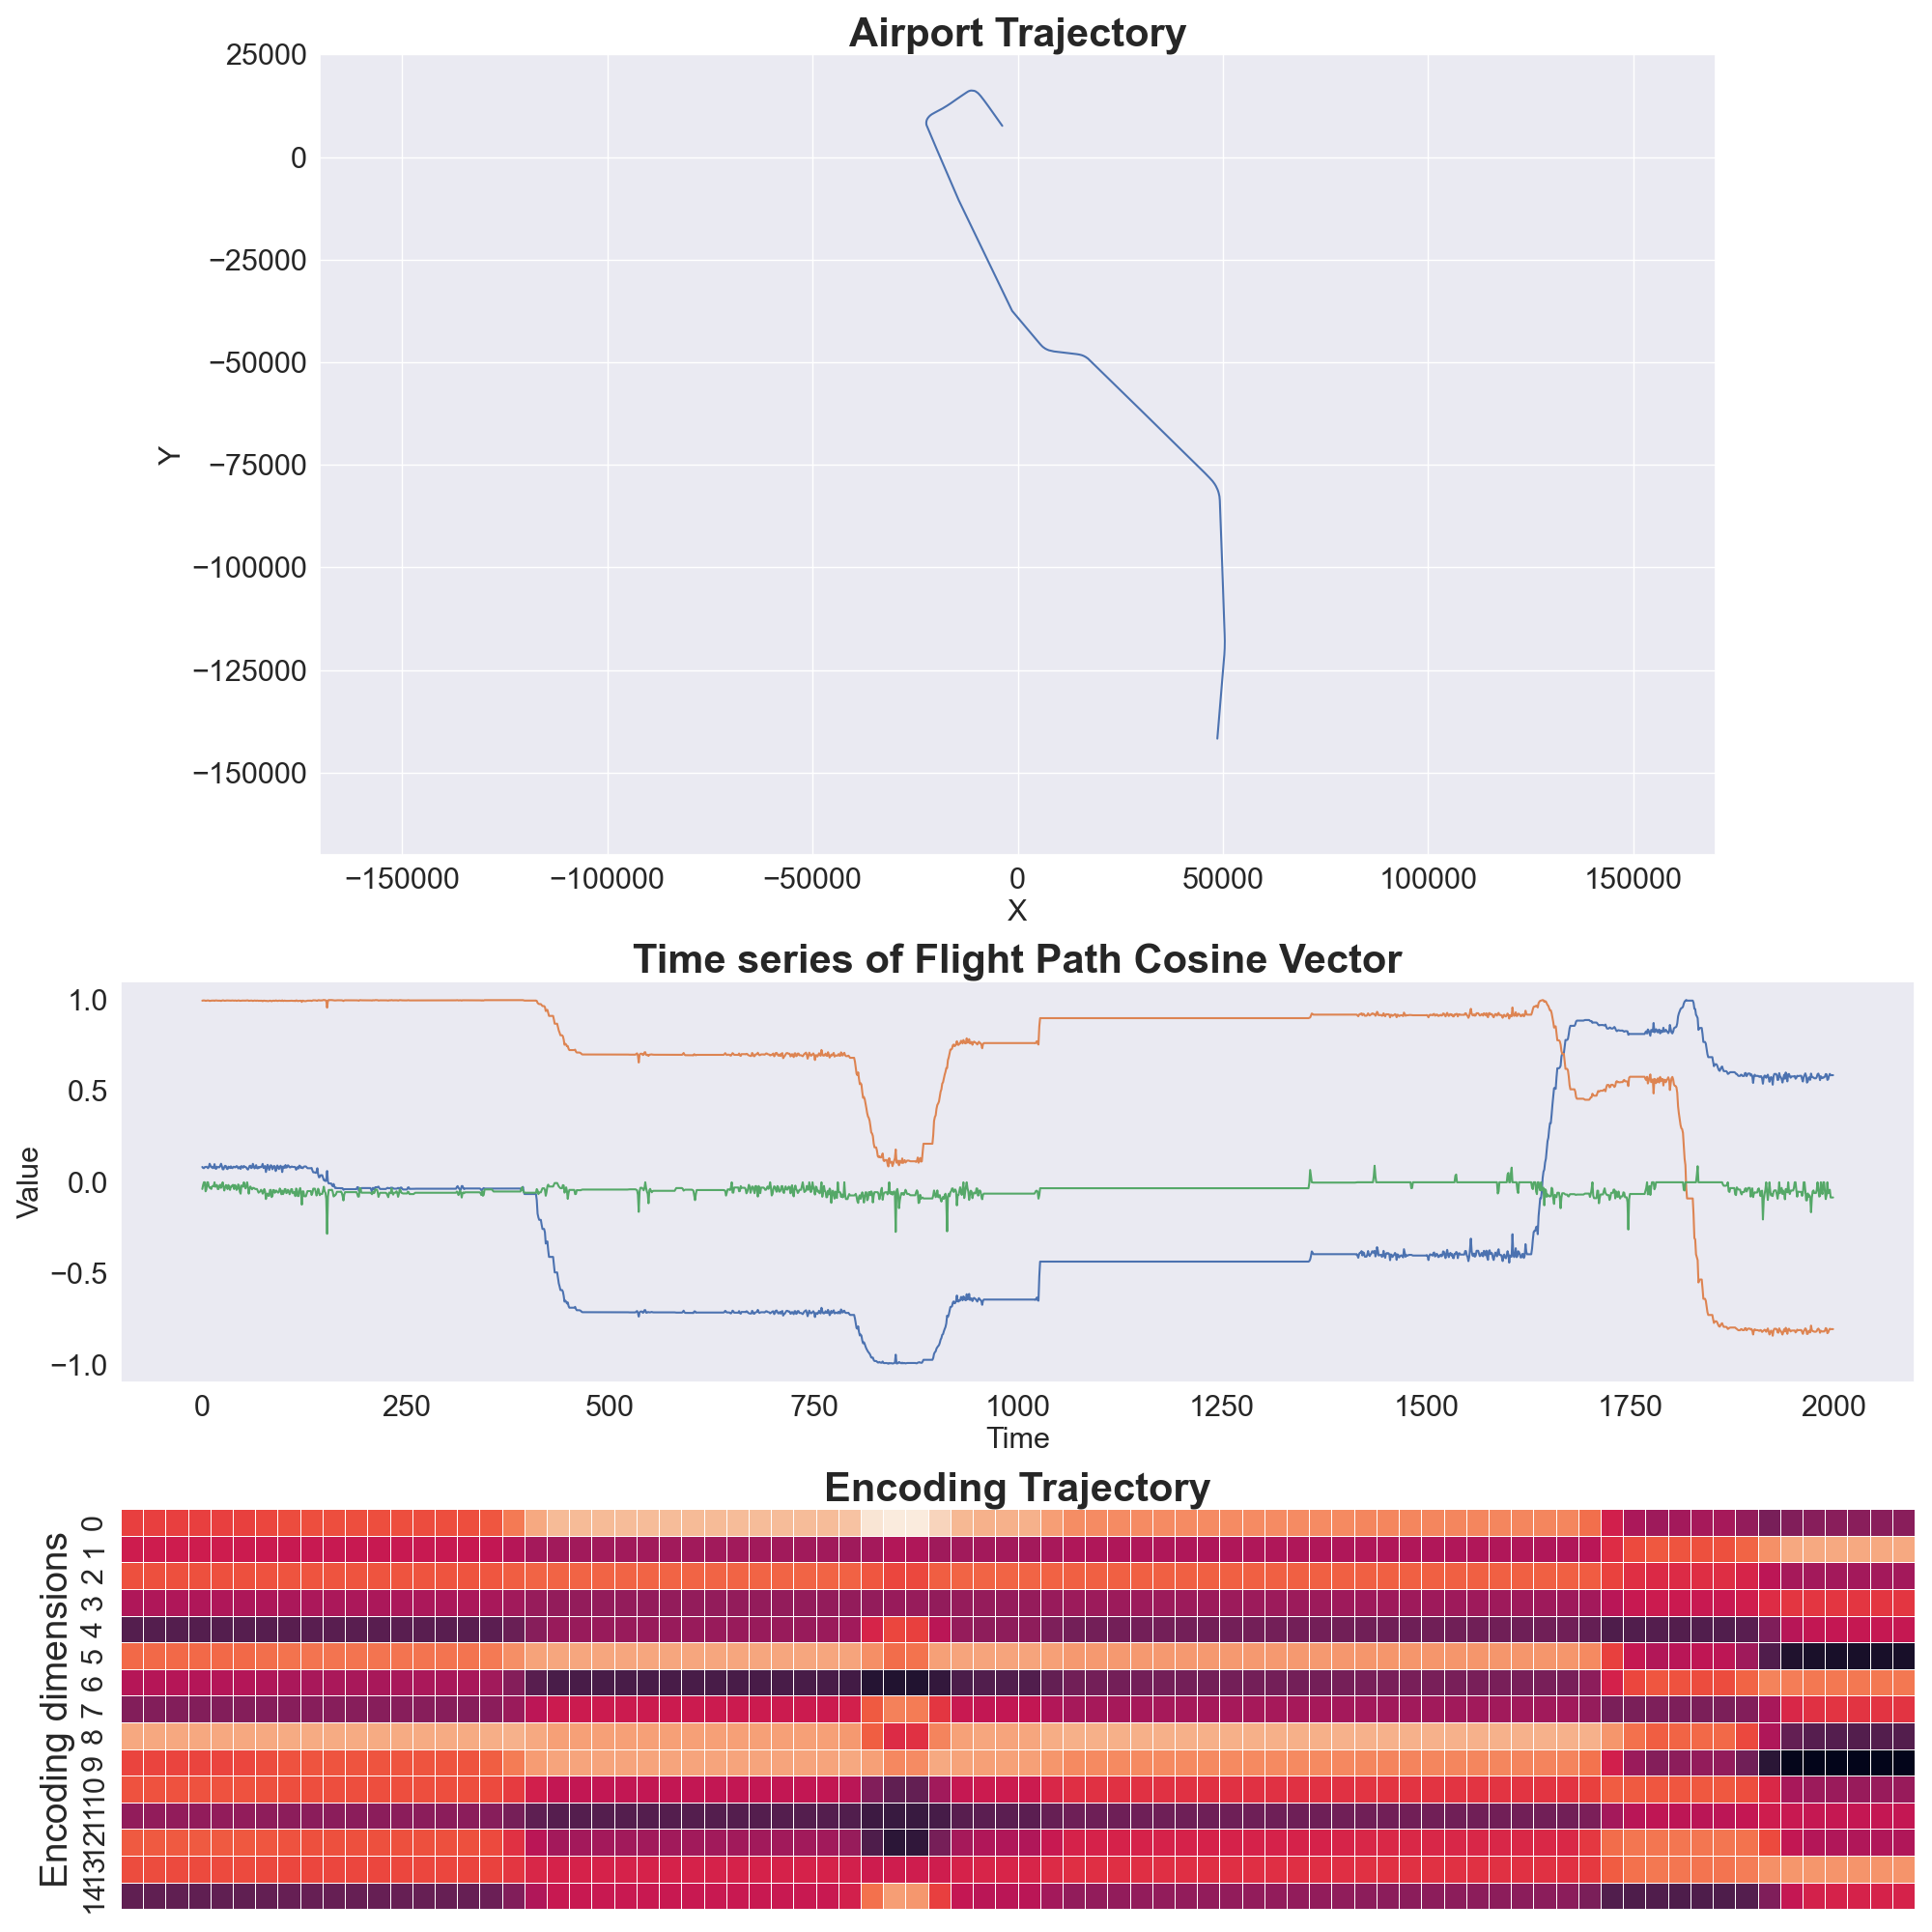 Airport Trajectory
25000
0
−25000
−50000
−75000
−100000
−125000
−150000
Y
−150000 −100000 −50000 0 50000 100000 150000
X
Time series of Flight Path Cosine Vector
1.0
0.5
0.0
−0.5
−1.0
Value
0 250 500 750 1000 1250 1500 1750 2000
Time
Encoding Trajectory
Encoding dimensions
0
1
2
3
4
5
6
7
8
9
10
11
12
13
14